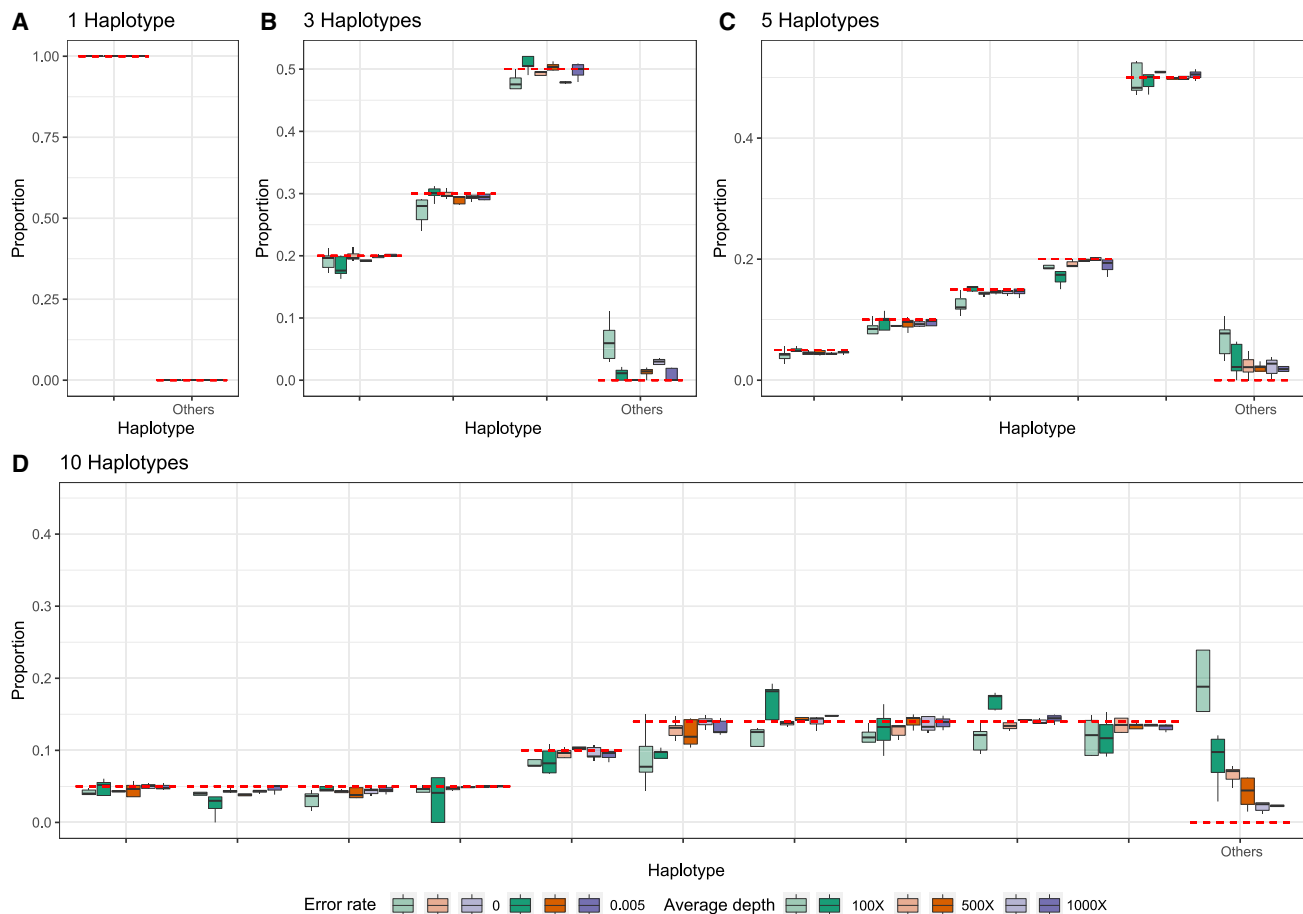 A 1 Haplotype
1.00
0.75
0.50
0.25
0.00
Proportion
Others
Haplotype
B 3 Haplotypes
0.5
0.4
0.3
0.2
0.1
0.0
Proportion
Others
Haplotype
C 5 Haplotypes
0.4
0.2
0.0
Proportion
Others
Haplotype
D 10 Haplotypes
0.4
0.3
0.2
0.1
0.0
Proportion
Others
Haplotype
Error rate 0 0.005 Average depth 100X 500X 1000X